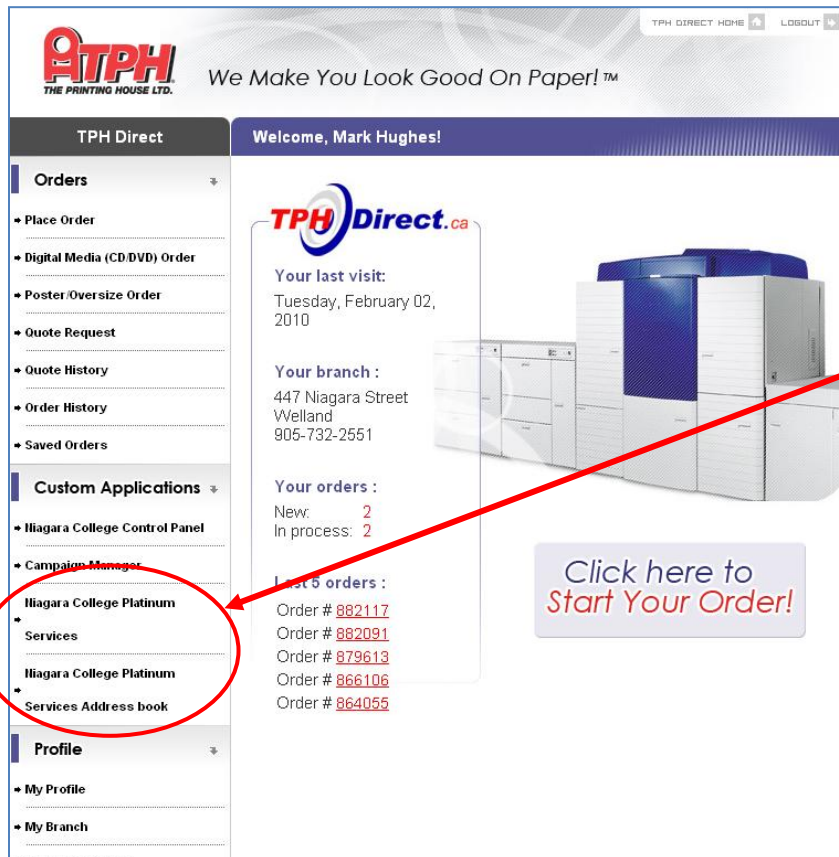 TPH DIRECT HOME LOGOUT
TPH
THE PRINTING HOUSE LTD.
We Make You Look Good On Paper! ™
TPH Direct
Welcome, Mark Hughes!
Orders
Place Order
Digital Media (CD/DVD) Order
Poster/Oversize Order
Quote Request
Quote History
Order History
Saved Orders
Custom Applications
Niagara College Control Panel
Campaign Manager
Niagara College Platinum
Services
Niagara College Platinum
Services Address book
Profile
My Profile
My Branch
TPH Direct.ca
Your last visit:
Tuesday, February 02,
2010
Your branch :
447 Niagara Street
Welland
905-732-2551
Your orders :
New: 2
In process: 2
Last 5 orders :
Order # 882117
Order # 882091
Order # 879613
Order # 866106
Order # 864055
Click here to
Start Your Order!